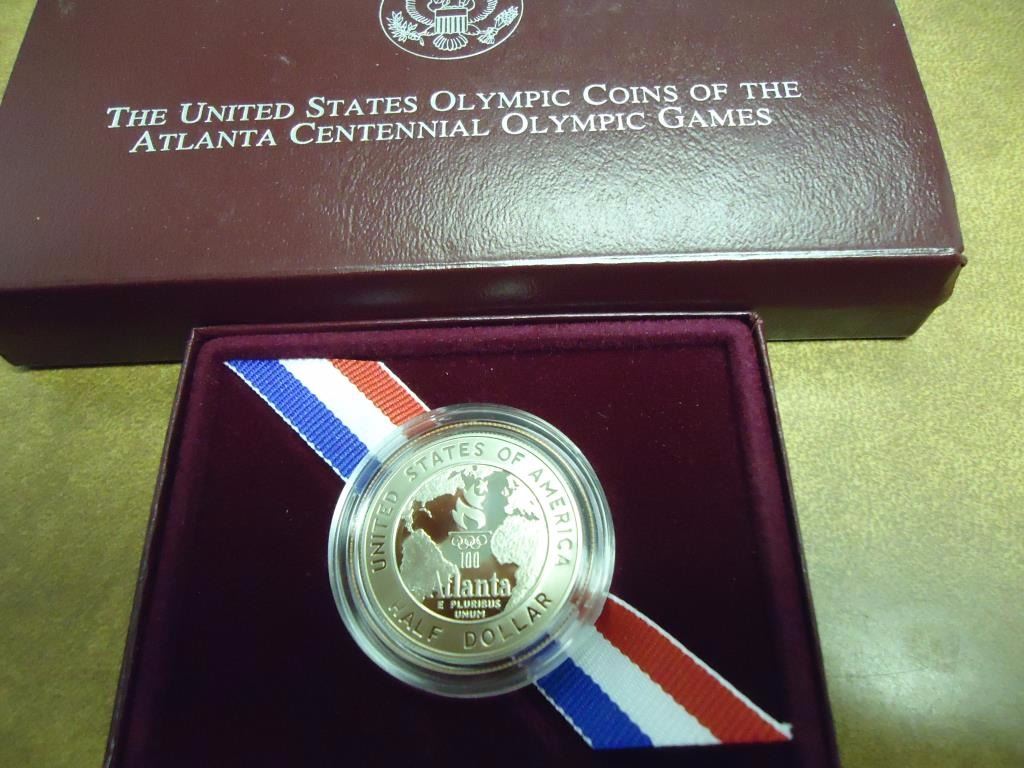 THE UNITED STATES OLYMPIC COINS OF THE
ATLANTA CENTENNIAL OLYMPIC GAMES
UNITED STATES OF AMERICA
100
Atlanta
E PLURIBUS
UNUM
HALF DOLLAR